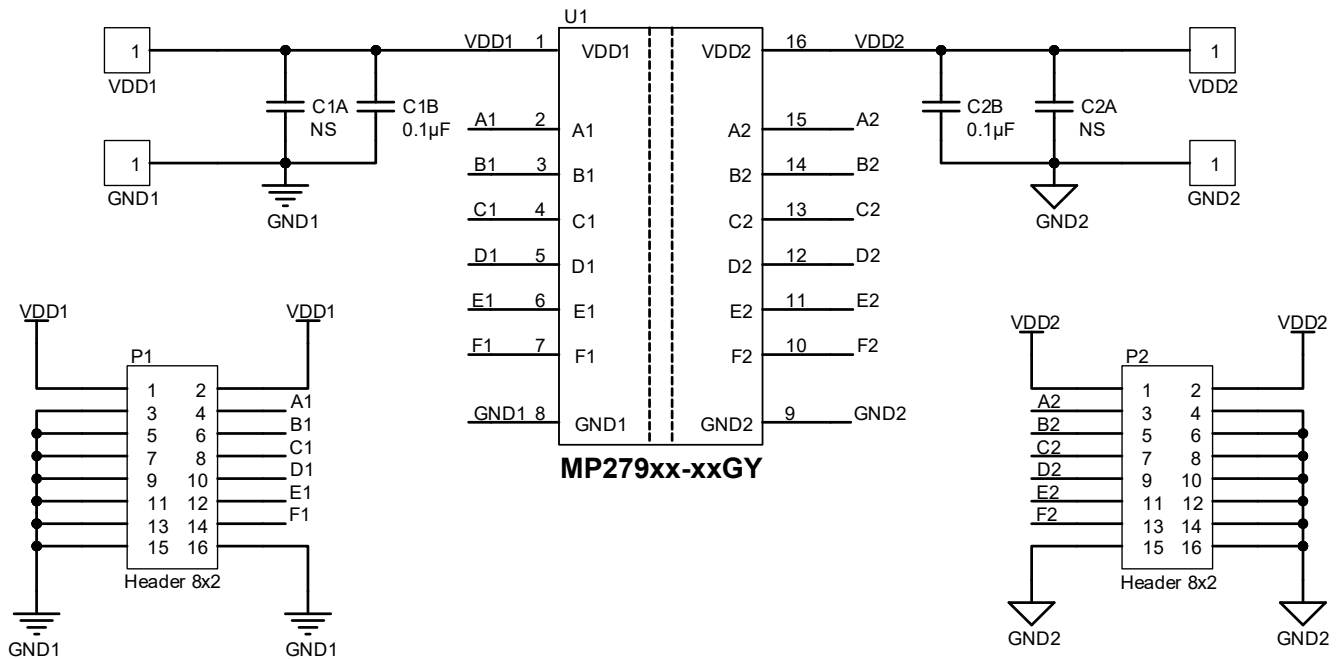 U1
1 VDD1 1 VDD1 VDD2 16 VDD2 1
VDD1 VDD2
C1A C1B C2B C2A
NS 0.1µF 0.1µF NS
A1 2 A1 A2 15 A2
1 B1 3 B1 B2 14 B2 1
GND1 GND2
GND1 C1 4 C1 C2 13 C2 GND2
D1 5 D1 D2 12 D2
E1 6 E1 E2 11 E2
F1 7 F1 F2 10 F2
GND1 8 GND1 GND2 9 GND2
MP279xx-xxGY
VDD1 VDD1
P1
1 2
3 4 A1
5 6 B1
7 8 C1
9 10 D1
11 12 E1
13 14 F1
15 16
Header 8x2
GND1 GND1
VDD2 VDD2
P2
1 2
A2 3 4
B2 5 6
C2 7 8
D2 9 10
E2 11 12
F2 13 14
15 16
Header 8x2
GND2 GND2